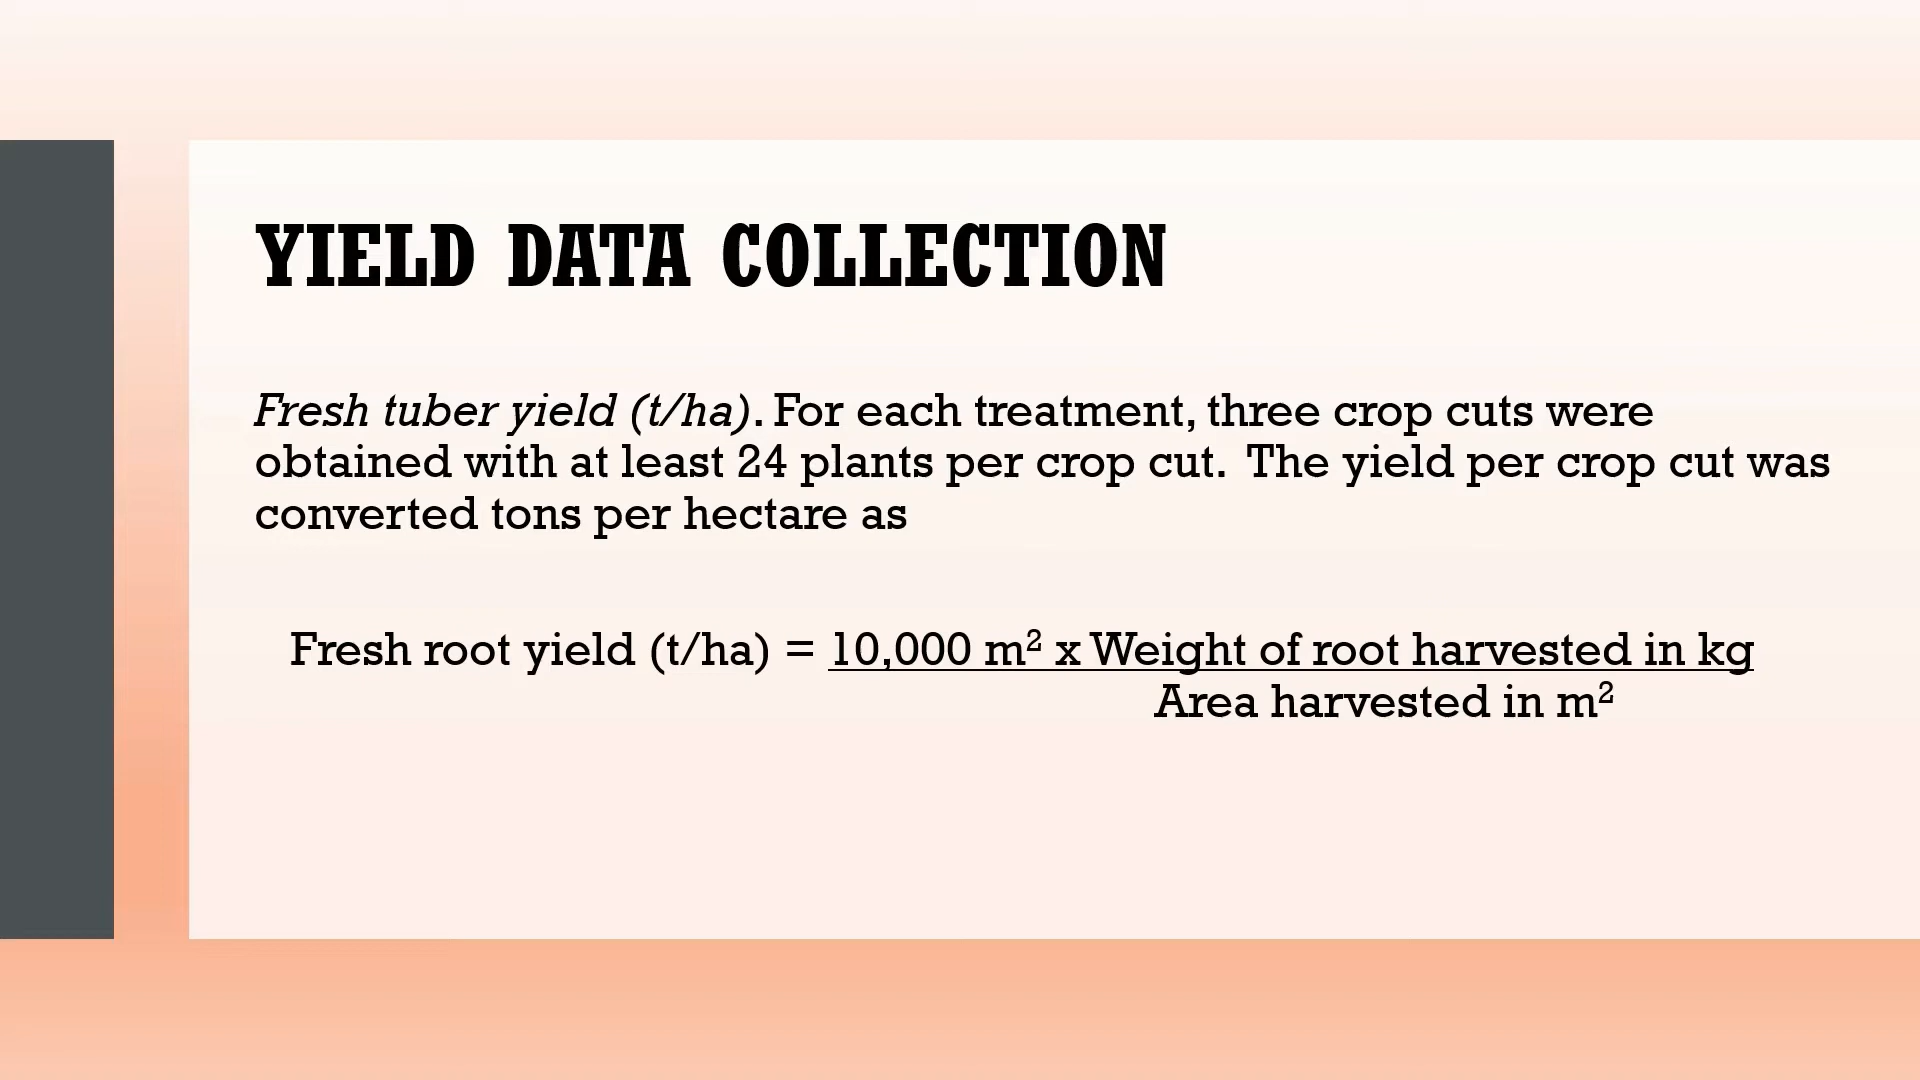 YIELD DATA COLLECTION
Fresh tuber yield (t/ha). For each treatment, three crop cuts were
obtained with at least 24 plants per crop cut.  The yield per crop cut was
converted tons per hectare as
Fresh root yield (t/ha) = 10,000 m² x Weight of root harvested in kg
Area harvested in m²